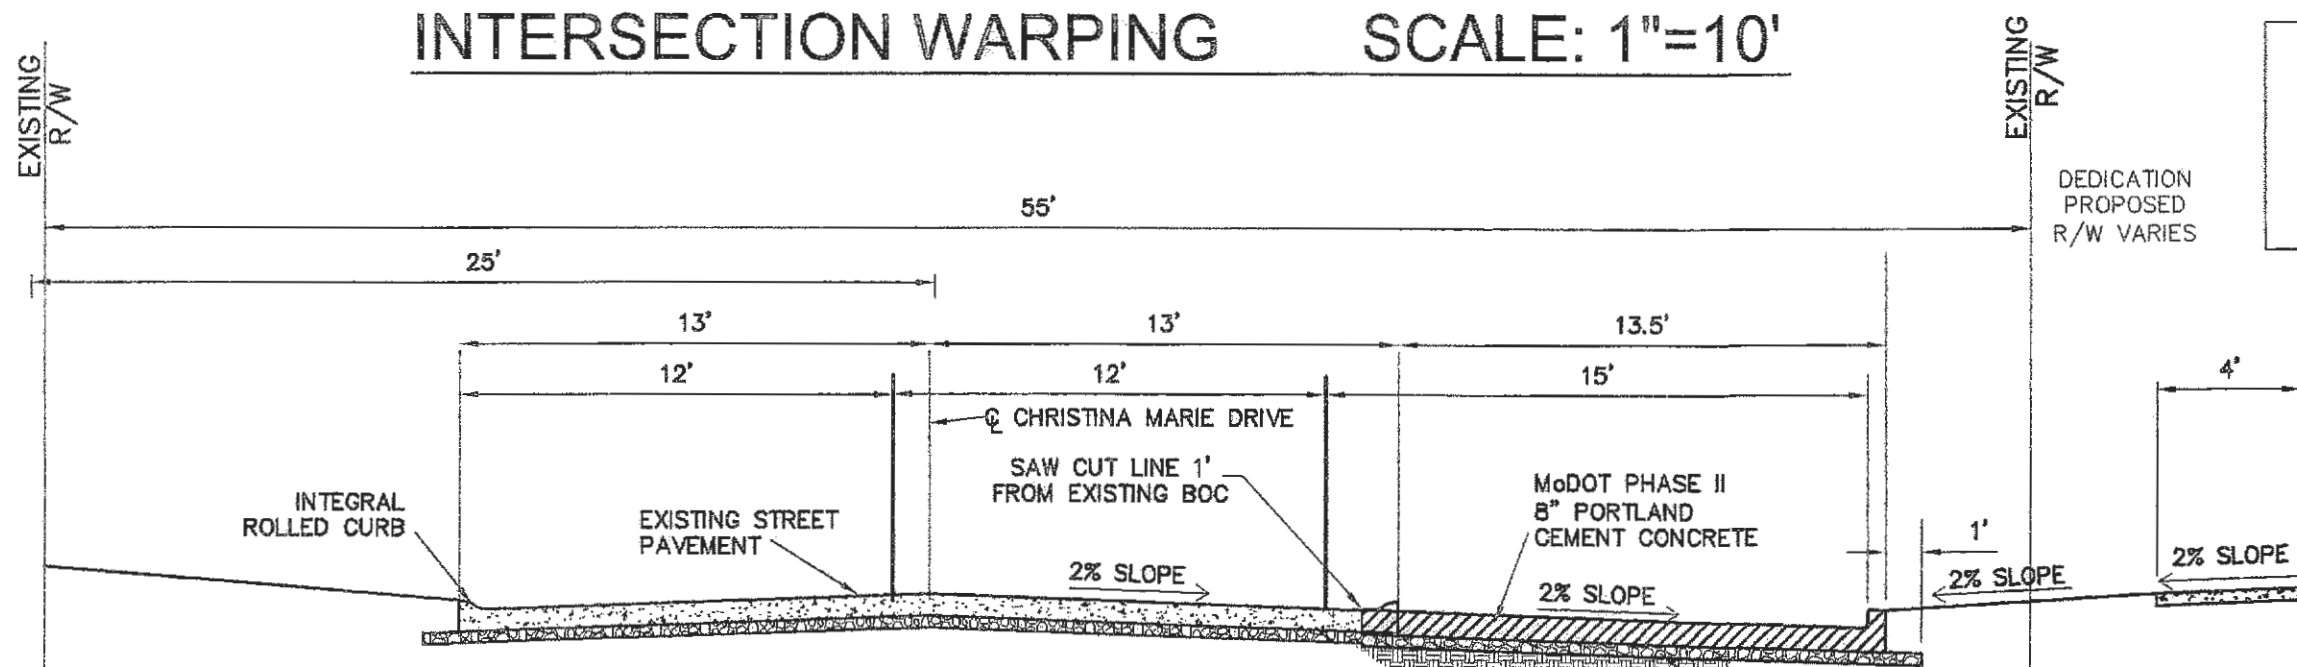 INTERSECTION WARPING SCALE: 1"=10'
EXISTING
R/W
EXISTING
R/W
DEDICATION
PROPOSED
R/W VARIES
55'
25'
13'
13'
13.5'
12'
12'
15'
4'
℄ CHRISTINA MARIE DRIVE
SAW CUT LINE 1'
FROM EXISTING BOC
MoDOT PHASE II
8" PORTLAND
CEMENT CONCRETE
INTEGRAL
ROLLED CURB
EXISTING STREET
PAVEMENT
1'
2% SLOPE
2% SLOPE
2% SLOPE
2% SLOPE